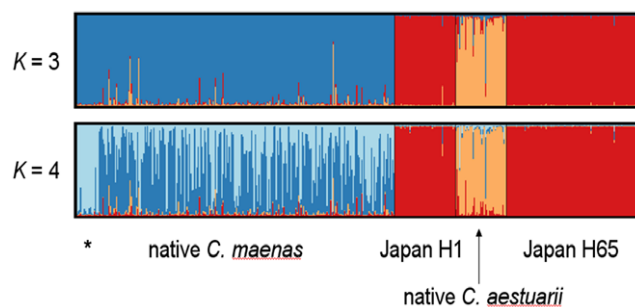 K = 3
K = 4
* native C. maenas Japan H1 Japan H65
native C. aestuarii